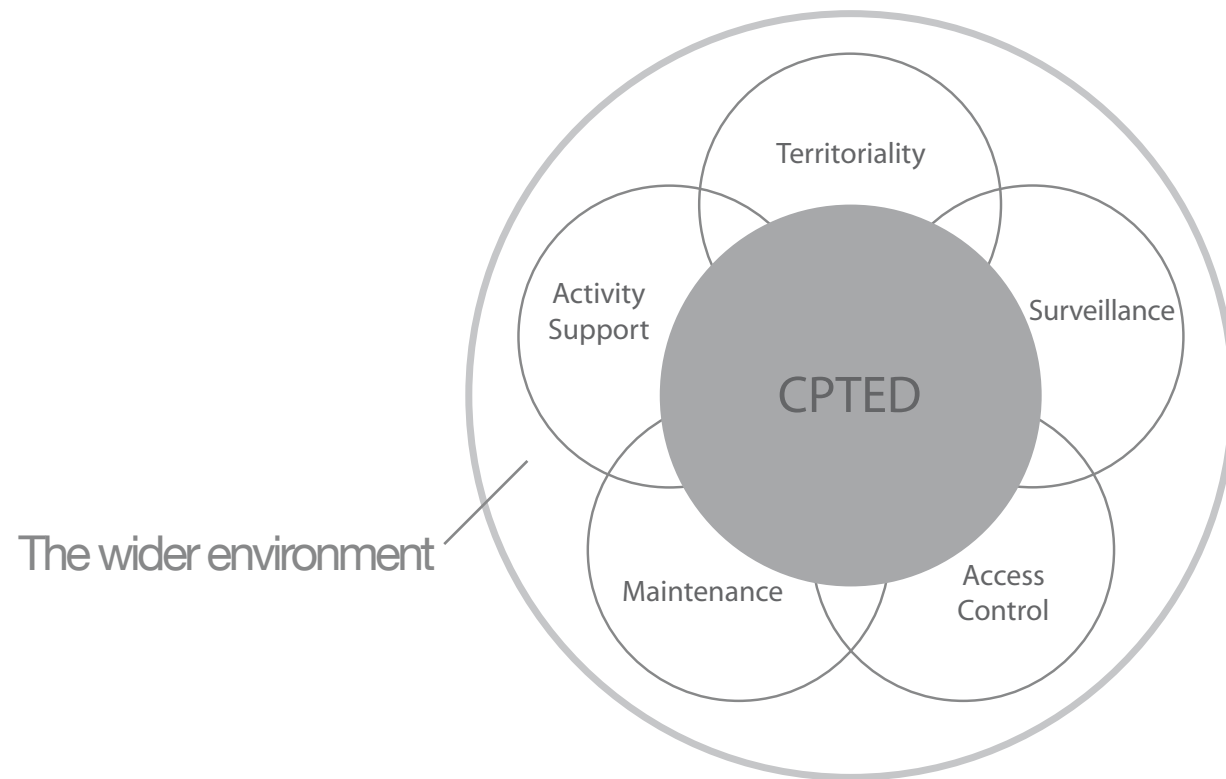 Territoriality
Activity
Support
Surveillance
CPTED
The wider environment
Maintenance
Access
Control